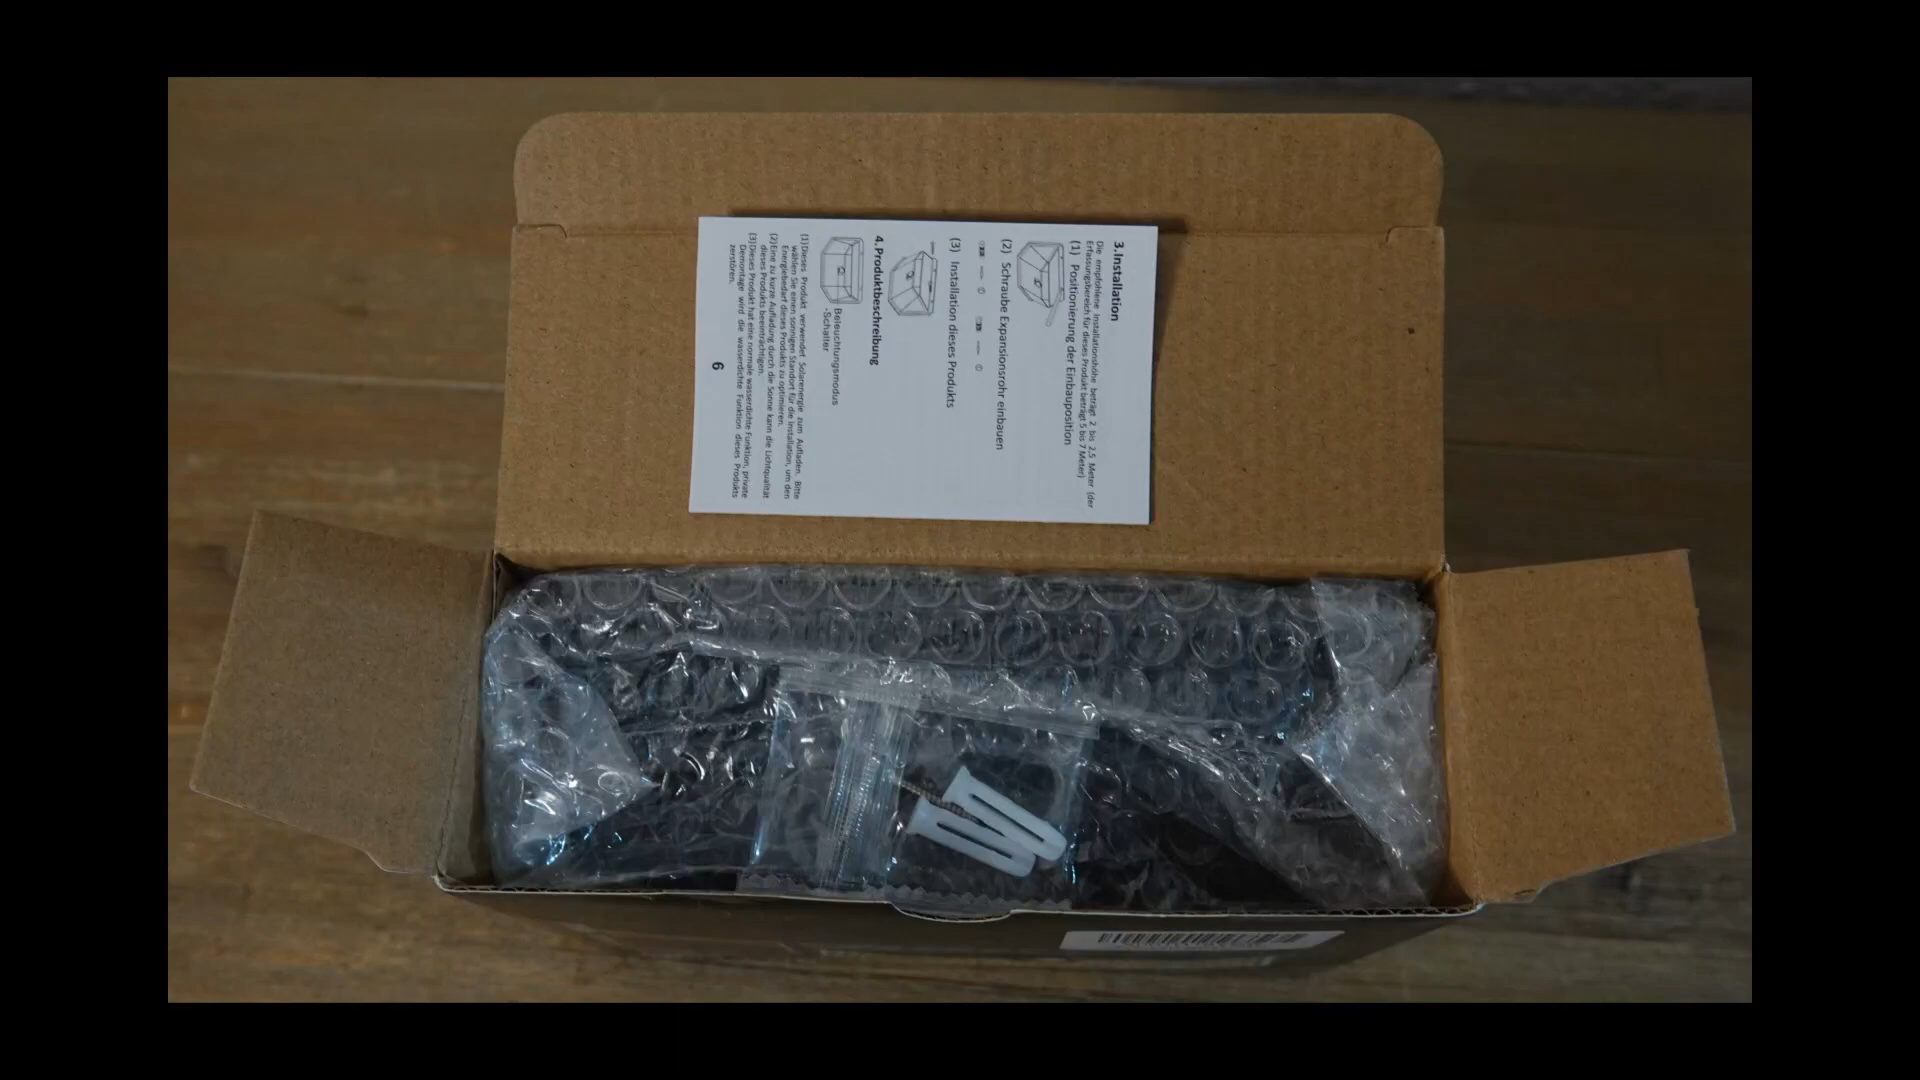 3.Installation
Die empfohlene Installationshöhe beträgt 2 bis 2.5 Meter (der
Erfassungsbereich für dieses Produkt beträgt 5 bis 7 Meter)
(1) Positionierung der Einbauposition
(2) Schraube Expansionsrohr einbauen
(3) Installation dieses Produkts
4.Produktbeschreibung
Beleuchtungsmodus
-Schalter
(1)Dieses Produkt verwendet Solarenergie zum Aufladen. Bitte
wählen Sie einen sonnigen Standort für die Installation, um den
Energiebedarf dieses Produkts zu optimieren.
(2)Eine zu kurze Aufladung durch die Sonne kann die Lichtqualität
dieses Produkts beeinträchtigen.
(3)Dieses Produkt hat eine normale wasserdichte Funktion, private
Demontage wird die wasserdichte Funktion dieses Produkts
zerstören.
6